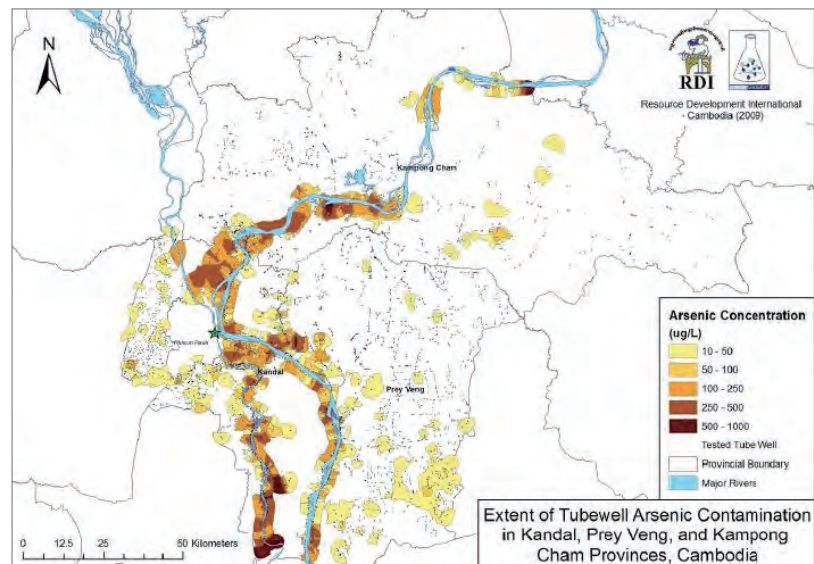 N
RDI
Resource Development International
- Cambodia (2009)
Kampong Cham
Kandal
Prey Veng
Arsenic Concentration
(ug/L)
10 - 50
50 - 100
100 - 250
250 - 500
500 - 1000
Tested Tube Well
Provincial Boundary
Major Rivers
0 12.5 25 50 Kilometers
Extent of Tubewell Arsenic Contamination
in Kandal, Prey Veng, and Kampong
Cham Provinces, Cambodia